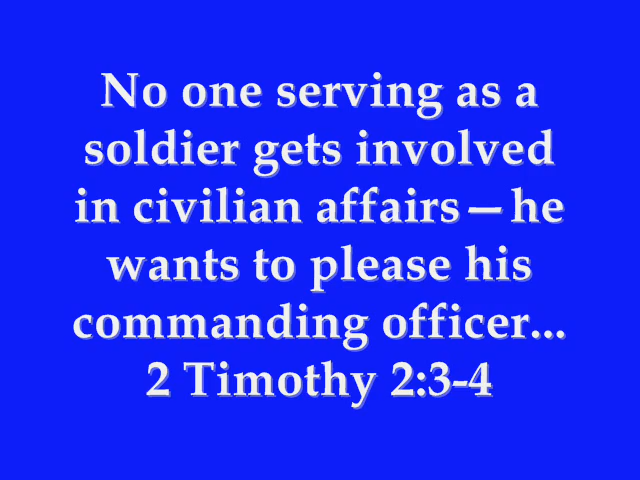 No one serving as a
soldier gets involved
in civilian affairs—he
wants to please his
commanding officer...
2 Timothy 2:3-4